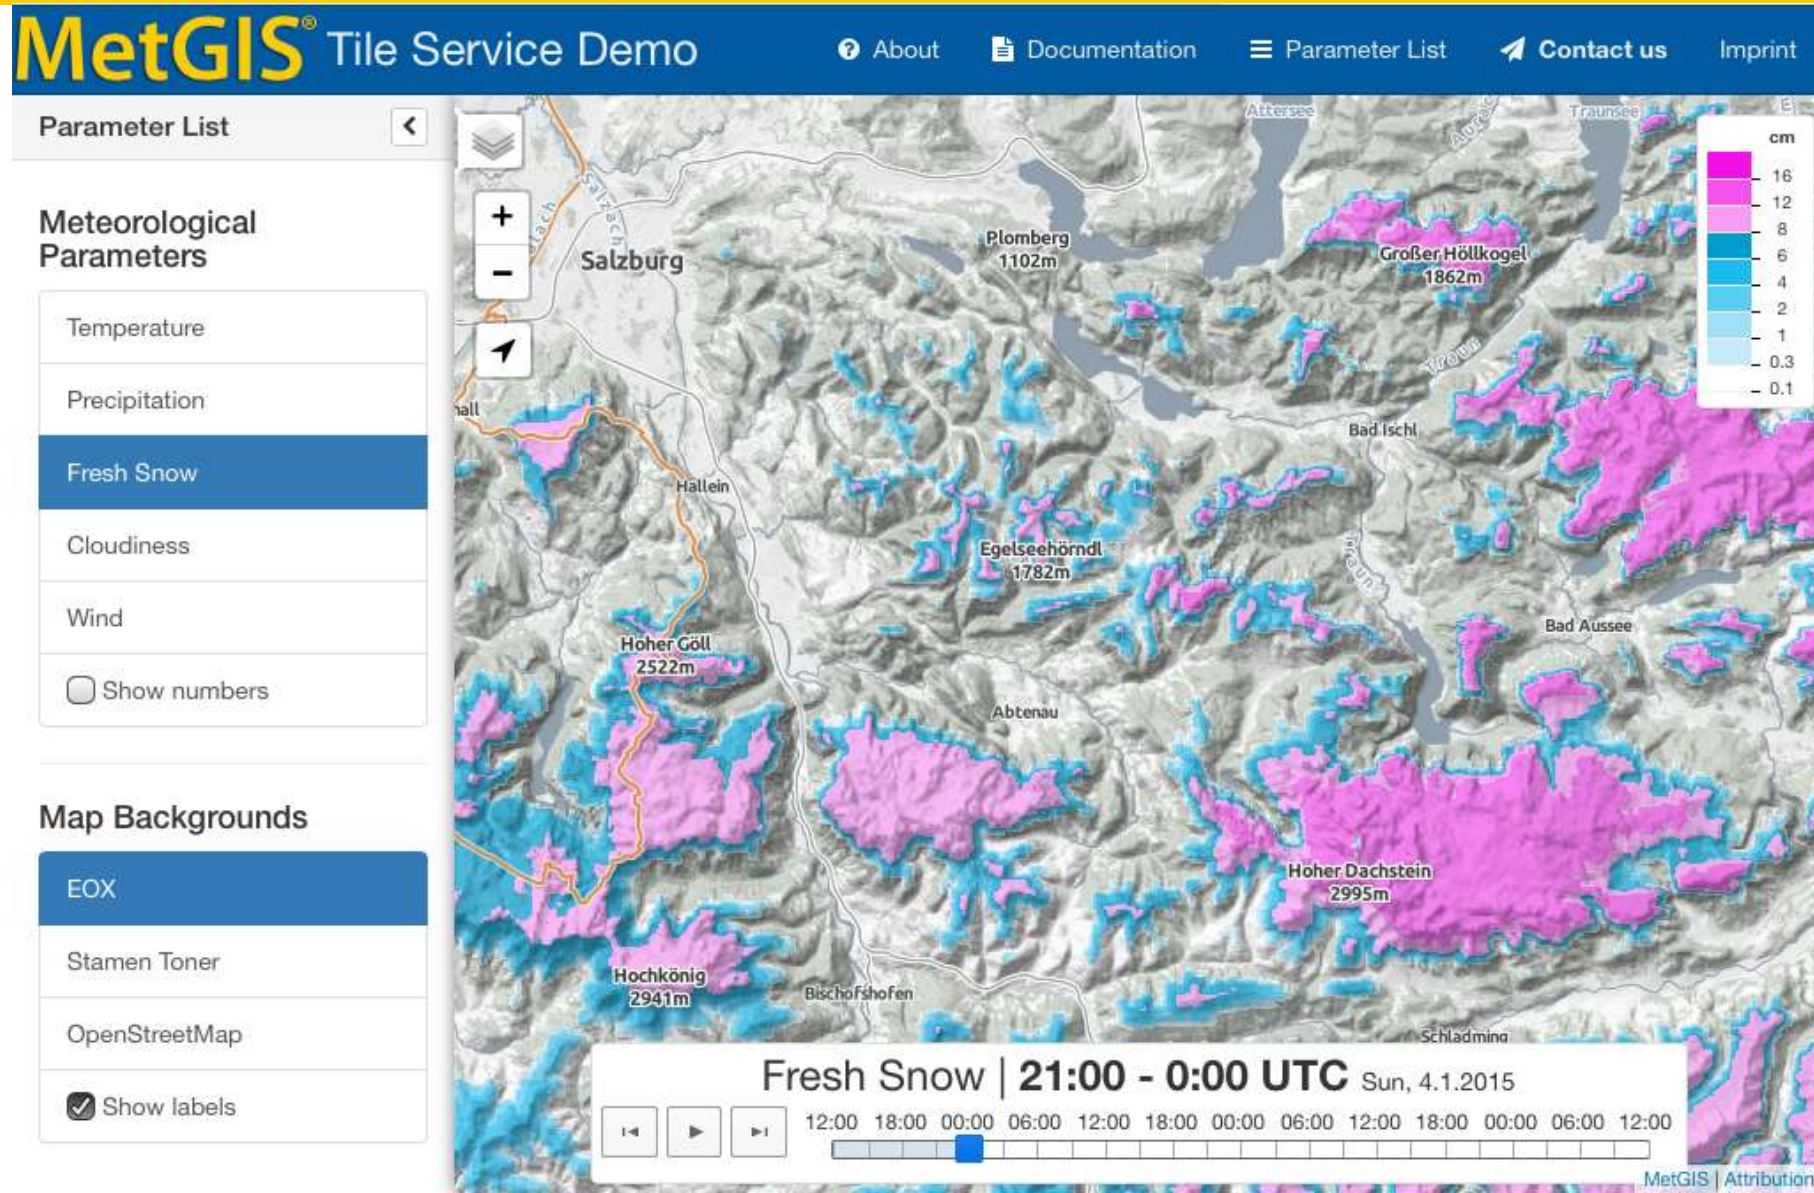 MetGIS® Tile Service Demo
About
Documentation
Parameter List
Contact us
Imprint
Parameter List
Meteorological
Parameters
Temperature
Precipitation
Fresh Snow
Cloudiness
Wind
Show numbers
Map Backgrounds
EOX
Stamen Toner
OpenStreetMap
Show labels
+
−
Attersee
Traunsee
Salzach
Salzburg
Plomberg
1102m
Großer Höllkogel
1862m
Traun
Bad Ischl
Hallein
Egelseehörndl
1782m
Traun
Bad Aussee
Hoher Göll
2522m
Abtenau
Hoher Dachstein
2995m
Hochkönig
2941m
Bischofshofen
Schladming
cm
16
12
8
6
4
2
1
0.3
0.1
Fresh Snow | 21:00 - 0:00 UTC Sun, 4.1.2015
12:00 18:00 00:00 06:00 12:00 18:00 00:00 06:00 12:00 18:00 00:00 06:00 12:00
MetGIS | Attribution